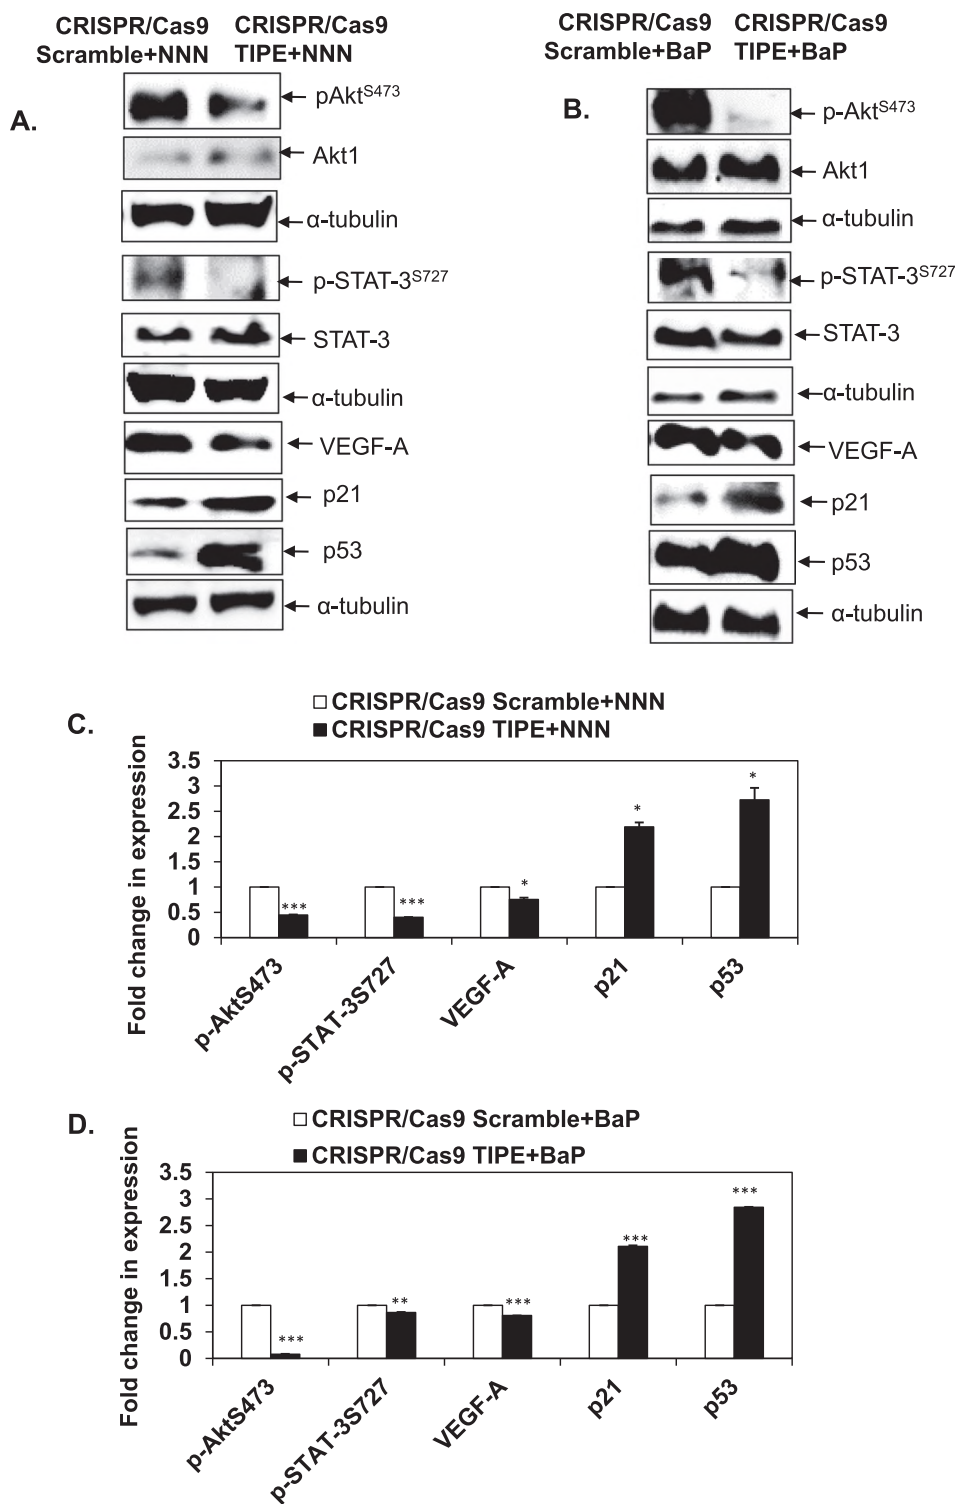 CRISPR/Cas9 CRISPR/Cas9
Scramble+NNN TIPE+NNN
A.
pAktS473
Akt1
α-tubulin
p-STAT-3S727
STAT-3
α-tubulin
VEGF-A
p21
p53
α-tubulin
CRISPR/Cas9 CRISPR/Cas9
Scramble+BaP TIPE+BaP
B.
p-AktS473
Akt1
α-tubulin
p-STAT-3S727
STAT-3
α-tubulin
VEGF-A
p21
p53
α-tubulin
C.
CRISPR/Cas9 Scramble+NNN
CRISPR/Cas9 TIPE+NNN
Fold change in expression
3.5
3
2.5
2
1.5
1
0.5
0
***
***
*
*
*
p-AktS473
p-STAT-3S727
VEGF-A
p21
p53
D.
CRISPR/Cas9 Scramble+BaP
CRISPR/Cas9 TIPE+BaP
Fold change in expression
3.5
3
2.5
2
1.5
1
0.5
0
***
**
***
***
***
p-AktS473
p-STAT-3S727
VEGF-A
p21
p53